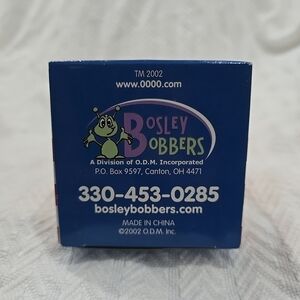 TM 2002
www.0000.com
BOSLEY
BOBBERS
A Division of O.D.M. Incorporated
P.O. Box 9597, Canton, OH 4471
330-453-0285
bosleybobbers.com
MADE IN CHINA
©2002 O.D.M. Inc.